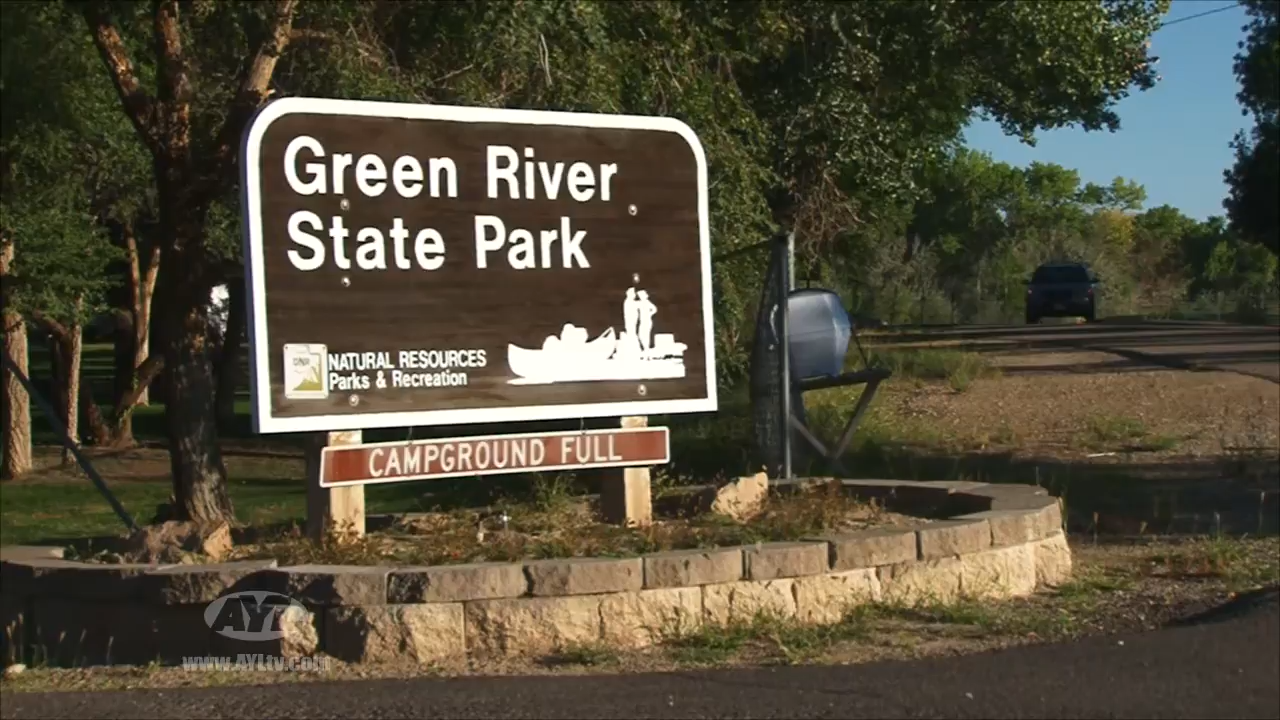 Green River
State Park
DNR
NATURAL RESOURCES
Parks & Recreation
CAMPGROUND FULL
AYL
www.AYLtv.com